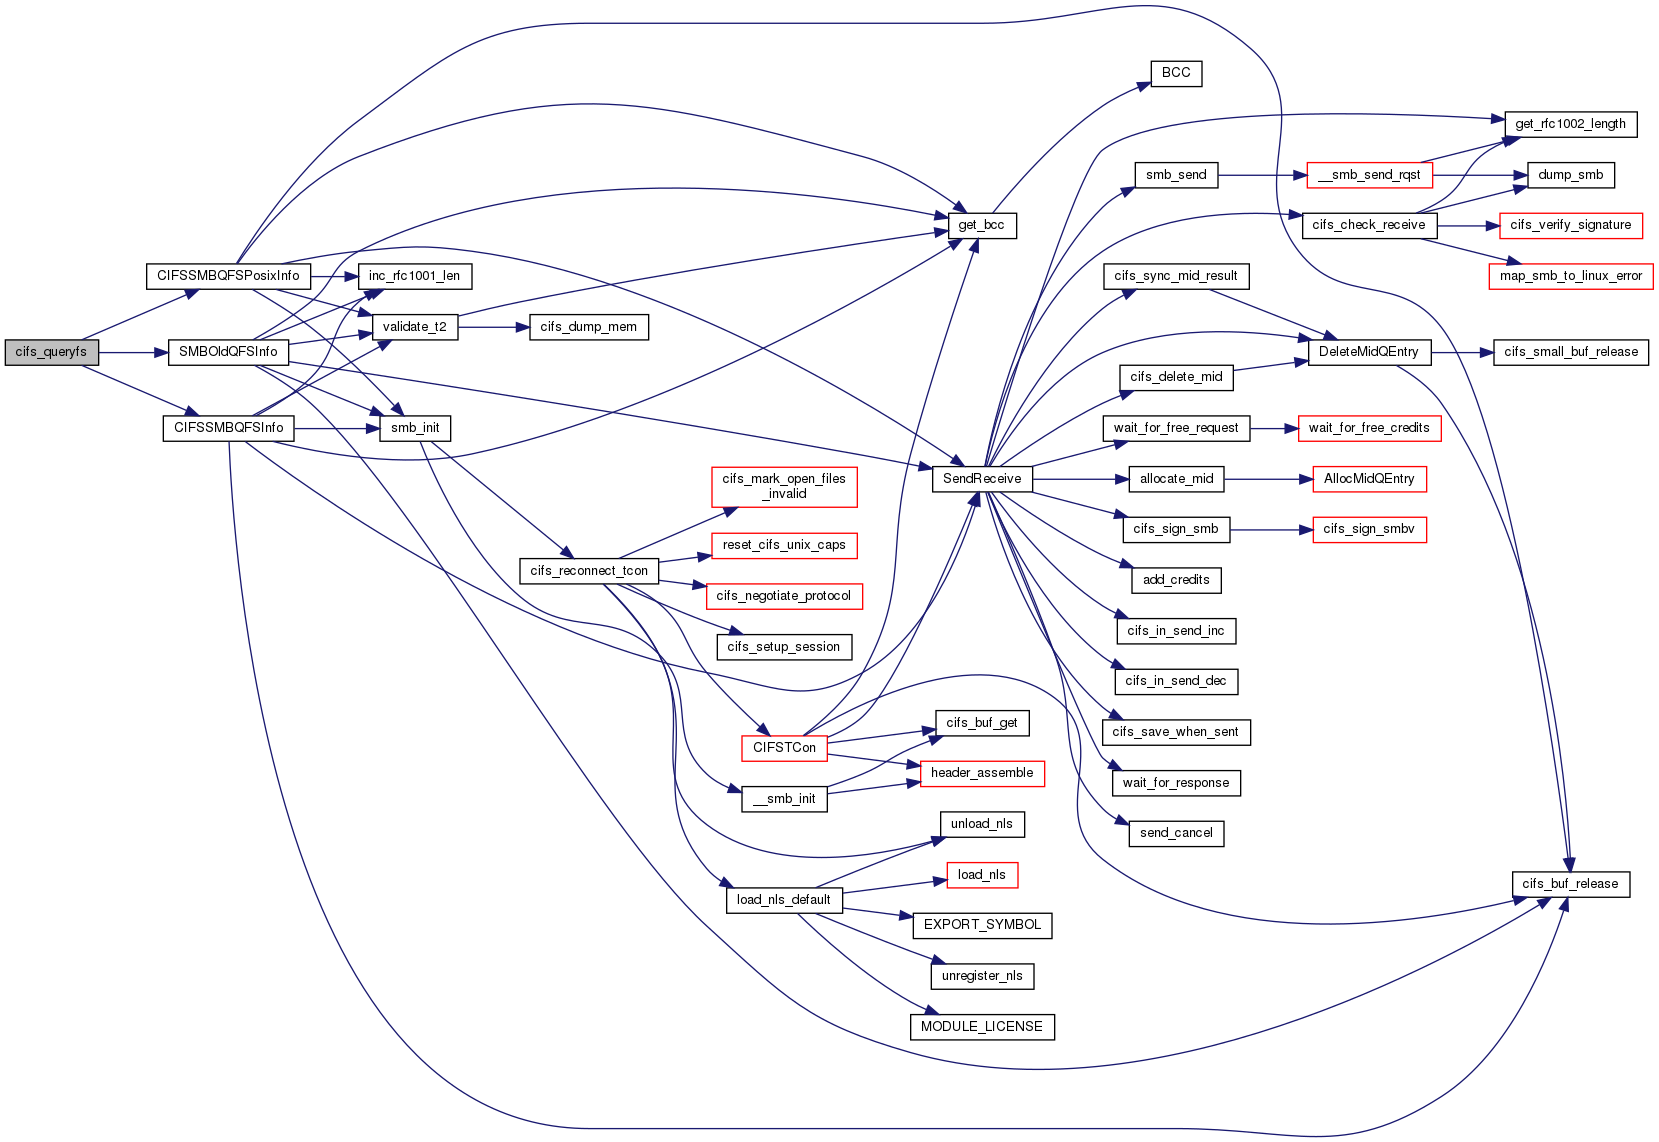 cifs_queryfs
CIFSSMBQFSPosixInfo
SMBOldQFSInfo
CIFSSMBQFSInfo
inc_rfc1001_len
validate_t2
smb_init
cifs_dump_mem
cifs_reconnect_tcon
cifs_mark_open_files
_invalid
reset_cifs_unix_caps
cifs_negotiate_protocol
cifs_setup_session
CIFSTCon
__smb_init
load_nls_default
get_bcc
SendReceive
cifs_buf_get
header_assemble
unload_nls
load_nls
EXPORT_SYMBOL
unregister_nls
MODULE_LICENSE
BCC
smb_send
cifs_sync_mid_result
cifs_delete_mid
wait_for_free_request
allocate_mid
cifs_sign_smb
add_credits
cifs_in_send_inc
cifs_in_send_dec
cifs_save_when_sent
wait_for_response
send_cancel
__smb_send_rqst
cifs_check_receive
DeleteMidQEntry
wait_for_free_credits
AllocMidQEntry
cifs_sign_smbv
get_rfc1002_length
dump_smb
cifs_verify_signature
map_smb_to_linux_error
cifs_small_buf_release
cifs_buf_release